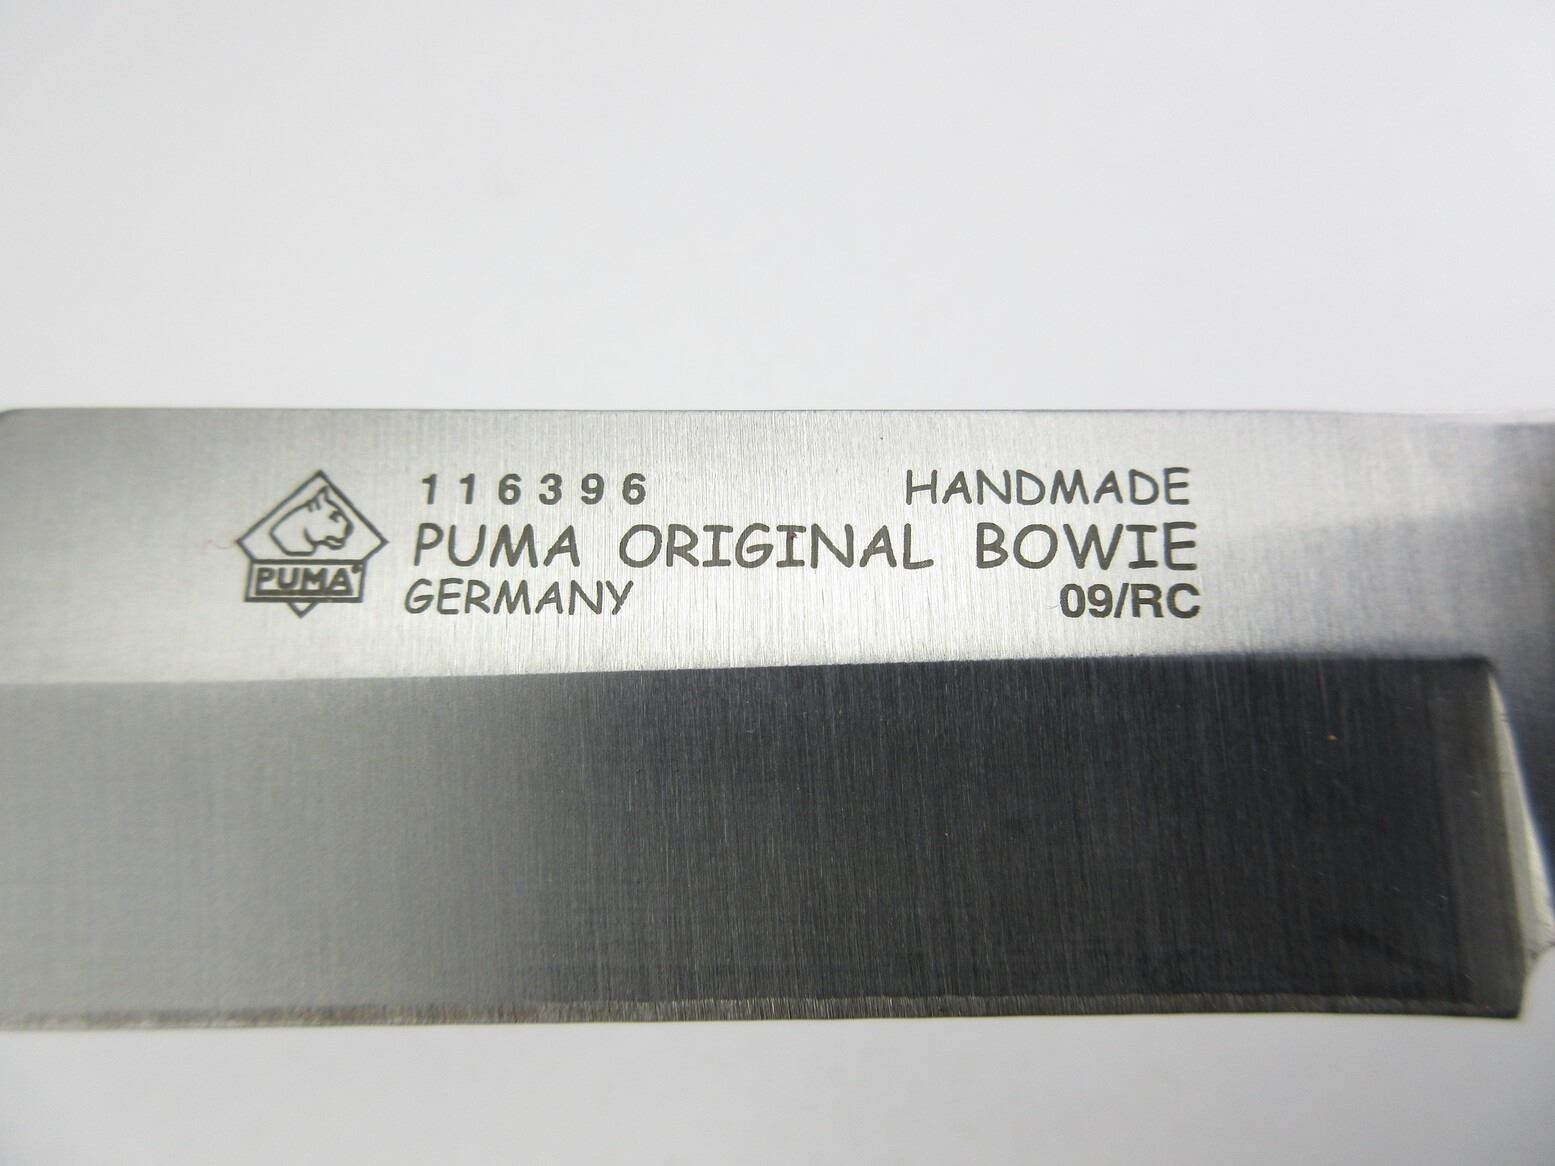 116396 HANDMADE
PUMA ORIGINAL BOWIE
GERMANY 09/RC
PUMA®